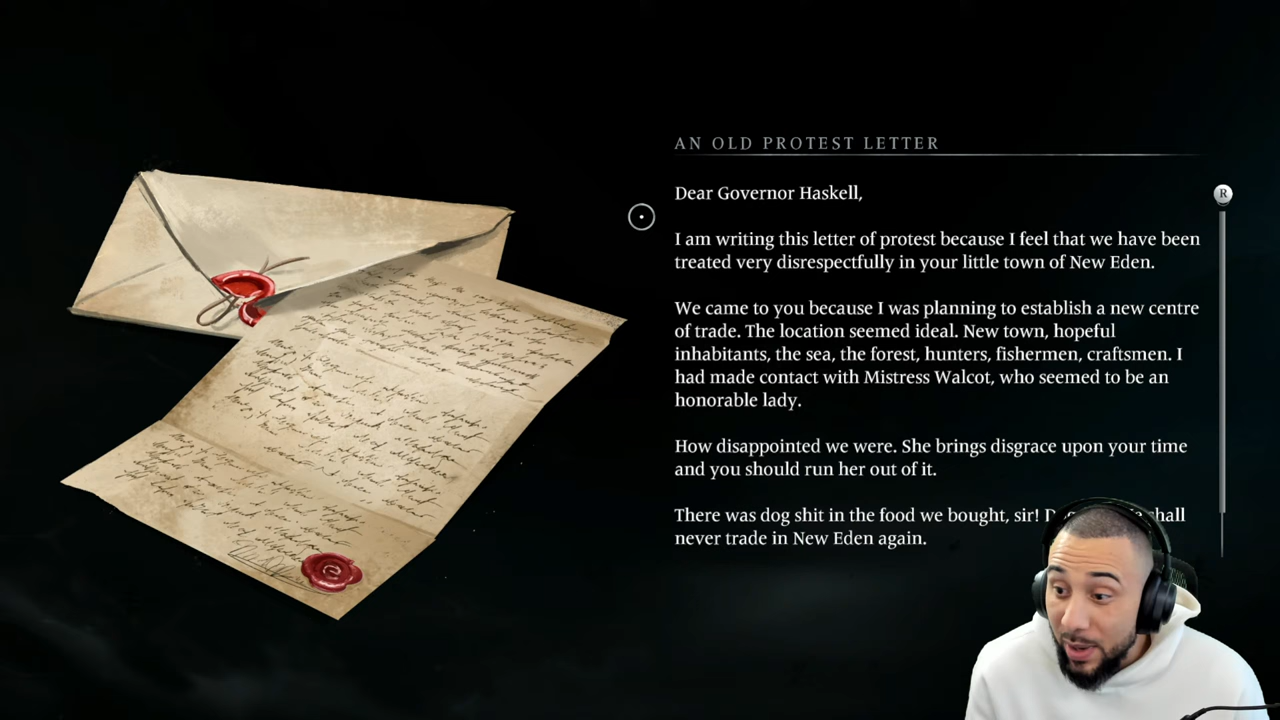 AN OLD PROTEST LETTER
Dear Governor Haskell,
R
I am writing this letter of protest because I feel that we have been
treated very disrespectfully in your little town of New Eden.
We came to you because I was planning to establish a new centre
of trade. The location seemed ideal. New town, hopeful
inhabitants, the sea, the forest, hunters, fishermen, craftsmen. I
had made contact with Mistress Walcot, who seemed to be an
honorable lady.
How disappointed we were. She brings disgrace upon your time
and you should run her out of it.
There was dog shit in the food we bought, sir! shall
never trade in New Eden again.